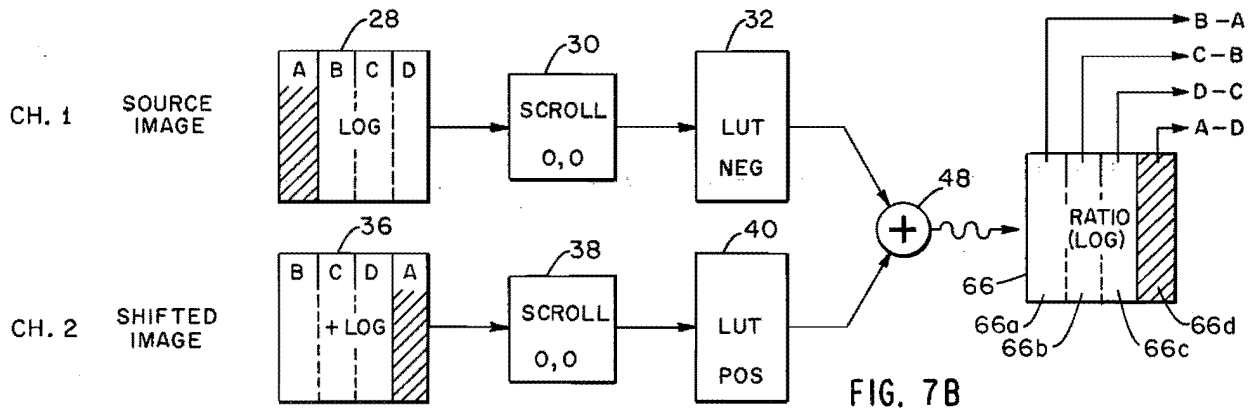 28
A B C D
LOG
CH. 1
SOURCE
IMAGE
30
SCROLL
0,0
32
LUT
NEG
B-A
C-B
D-C
A-D
36
B C D A
+ LOG
CH. 2
SHIFTED
IMAGE
38
SCROLL
0,0
40
LUT
POS
48
+
RATIO
(LOG)
66
66a
66b
66c
66d
FIG. 7B